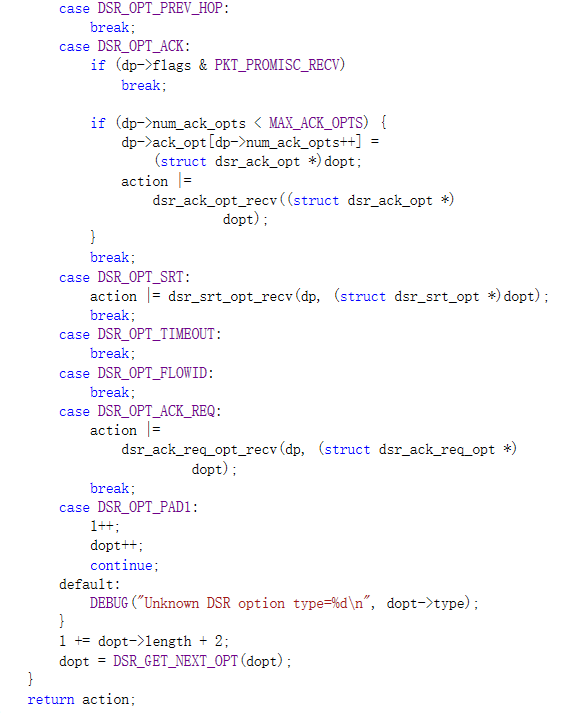 case DSR_OPT_PREV_HOP:
        break;
    case DSR_OPT_ACK:
        if (dp->flags & PKT_PROMISC_RECV)
            break;

        if (dp->num_ack_opts < MAX_ACK_OPTS) {
            dp->ack_opt[dp->num_ack_opts++] =
                (struct dsr_ack_opt *)dopt;
            action |=
                dsr_ack_opt_recv((struct dsr_ack_opt *)
                         dopt);
        }
        break;
    case DSR_OPT_SRT:
        action |= dsr_srt_opt_recv(dp, (struct dsr_srt_opt *)dopt);
        break;
    case DSR_OPT_TIMEOUT:
        break;
    case DSR_OPT_FLOWID:
        break;
    case DSR_OPT_ACK_REQ:
        action |=
            dsr_ack_req_opt_recv(dp, (struct dsr_ack_req_opt *)
                     dopt);
        break;
    case DSR_OPT_PAD1:
        l++;
        dopt++;
        continue;
    default:
        DEBUG("Unknown DSR option type=%d\n", dopt->type);
    }
    l += dopt->length + 2;
    dopt = DSR_GET_NEXT_OPT(dopt);
}
return action;